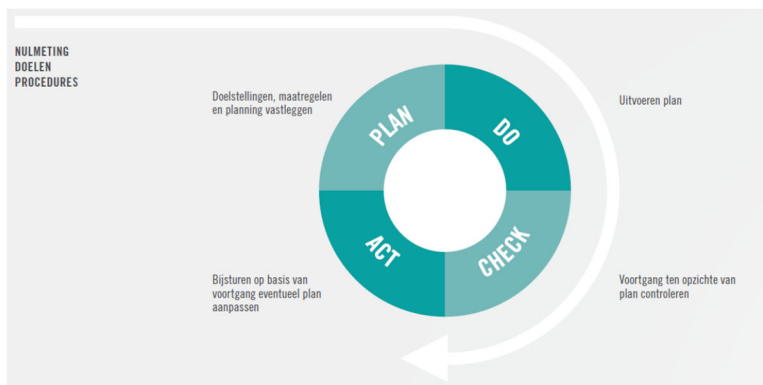 NULMETING
DOELEN
PROCEDURES
Doelstellingen, maatregelen
en planning vastleggen
PLAN
DO
Uitvoeren plan
ACT
CHECK
Bijsturen op basis van
voortgang eventueel plan
aanpassen
Voortgang ten opzichte van
plan controleren